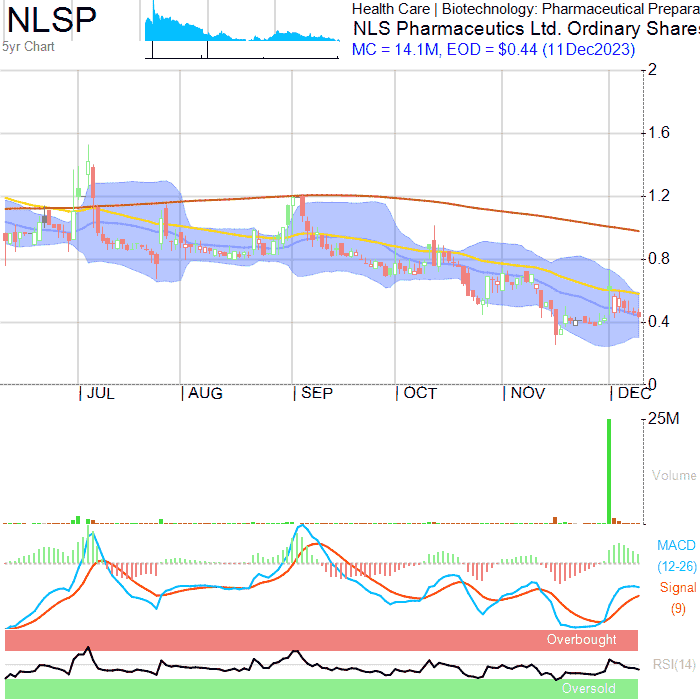 NLSP
5yr Chart
Health Care | Biotechnology: Pharmaceutical Prepara
NLS Pharmaceutics Ltd. Ordinary Shares
MC = 14.1M, EOD = $0.44 (11Dec2023)
2
1.6
1.2
0.8
0.4
0
JUL AUG SEP OCT NOV DEC
25M
Volume
MACD
(12-26)
Signal
(9)
Overbought
RSI(14)
Oversold